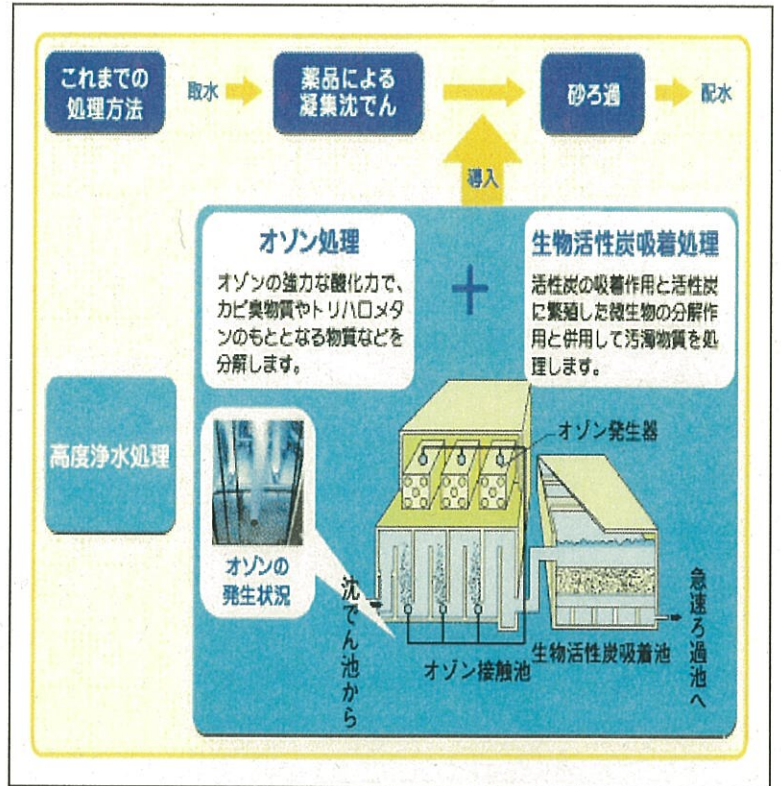 これまでの
処理方法
取水
薬品による
凝集沈でん
砂ろ過
配水
導入
オゾン処理
オゾンの強力な酸化力で、
カビ臭物質やトリハロメタ
ンのもととなる物質などを
分解します。
+
生物活性炭吸着処理
活性炭の吸着作用と活性炭
に繁殖した微生物の分解作
用と併用して汚濁物質を処
理します。
高度浄水処理
オゾンの
発生状況
オゾン発生器
沈でん池から
オゾン接触池
生物活性炭吸着池
急速ろ過池へ